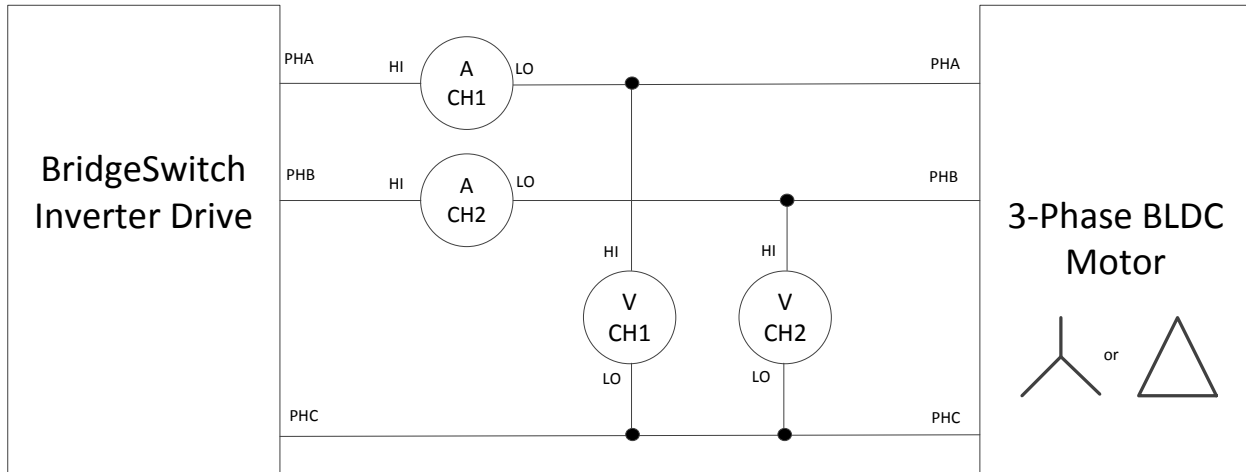 PHA
HI
A
CH1
LO
PHA
BridgeSwitch
Inverter Drive
PHB
HI
A
CH2
LO
PHB
3-Phase BLDC
Motor
HI
V
CH1
LO
HI
V
CH2
LO
or
PHC
PHC